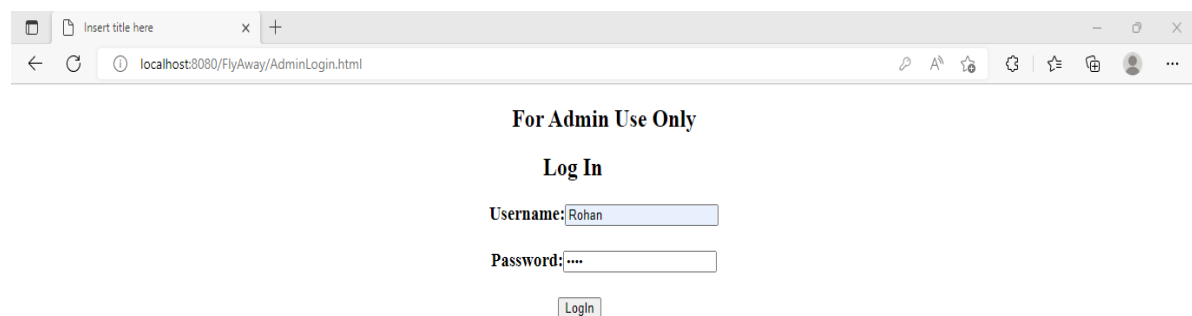 Insert title here
localhost:8080/FlyAway/AdminLogin.html
For Admin Use Only
Log In
Username: Rohan
Password: ····
LogIn